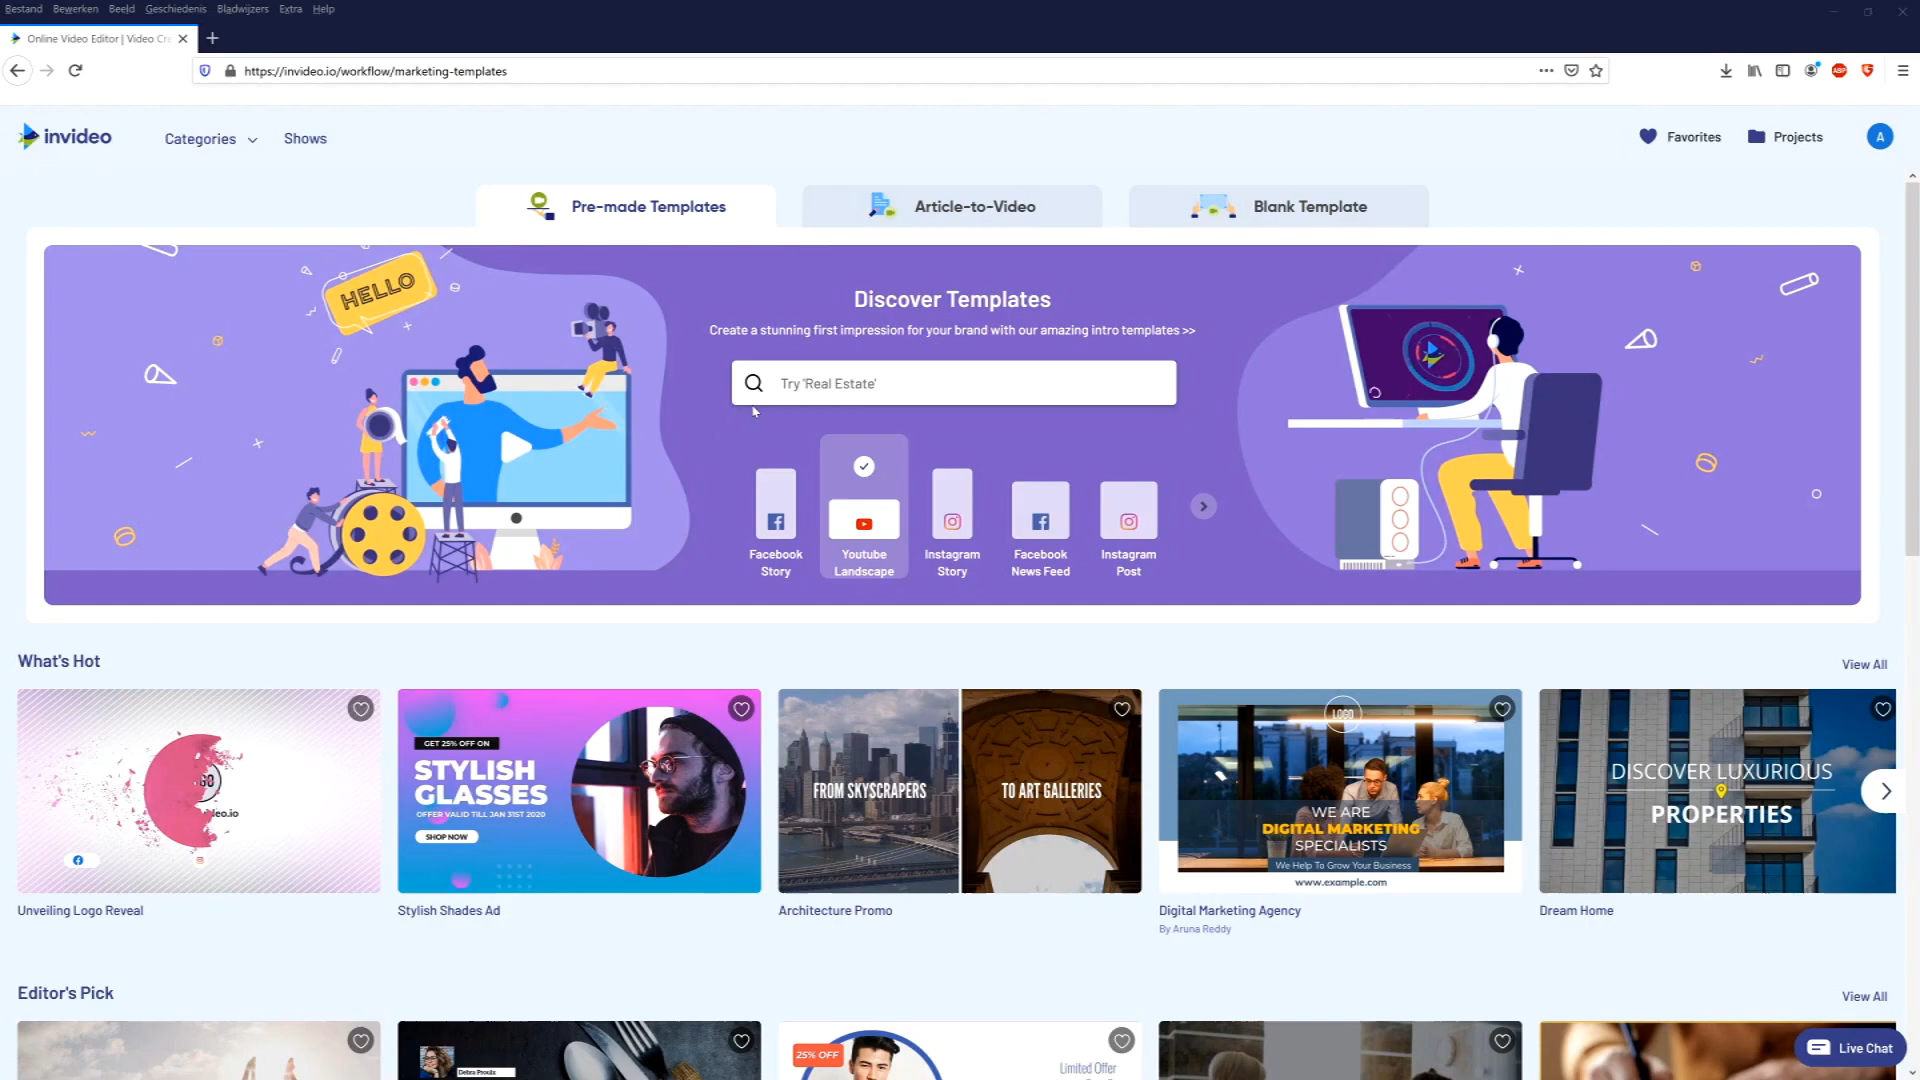 Bestand Bewerken Beeld Geschiedenis Bladwijzers Extra Help
Online Video Editor | Video Cre
https://invideo.io/workflow/marketing-templates
ABP
invideo
Categories
Shows
Favorites
Projects
A
Pre-made Templates
Article-to-Video
Blank Template
HELLO
Discover Templates
Create a stunning first impression for your brand with our amazing intro templates >>
Try 'Real Estate'
Facebook
Story
Youtube
Landscape
Instagram
Story
Facebook
News Feed
Instagram
Post
What's Hot
View All
deo.io
Unveiling Logo Reveal
GET 25% OFF ON
STYLISH
GLASSES
OFFER VALID TILL JAN 31ST 2020
SHOP NOW
Stylish Shades Ad
FROM SKYSCRAPERS
TO ART GALLERIES
Architecture Promo
LOGO
WE ARE
DIGITAL MARKETING
SPECIALISTS
We Help To Grow Your Business
www.example.com
Digital Marketing Agency
By Aruna Reddy
DISCOVER LUXURIOUS
PROPERTIES
Dream Home
Editor's Pick
View All
Debra Proulx
25% OFF
Limited Offer
Live Chat